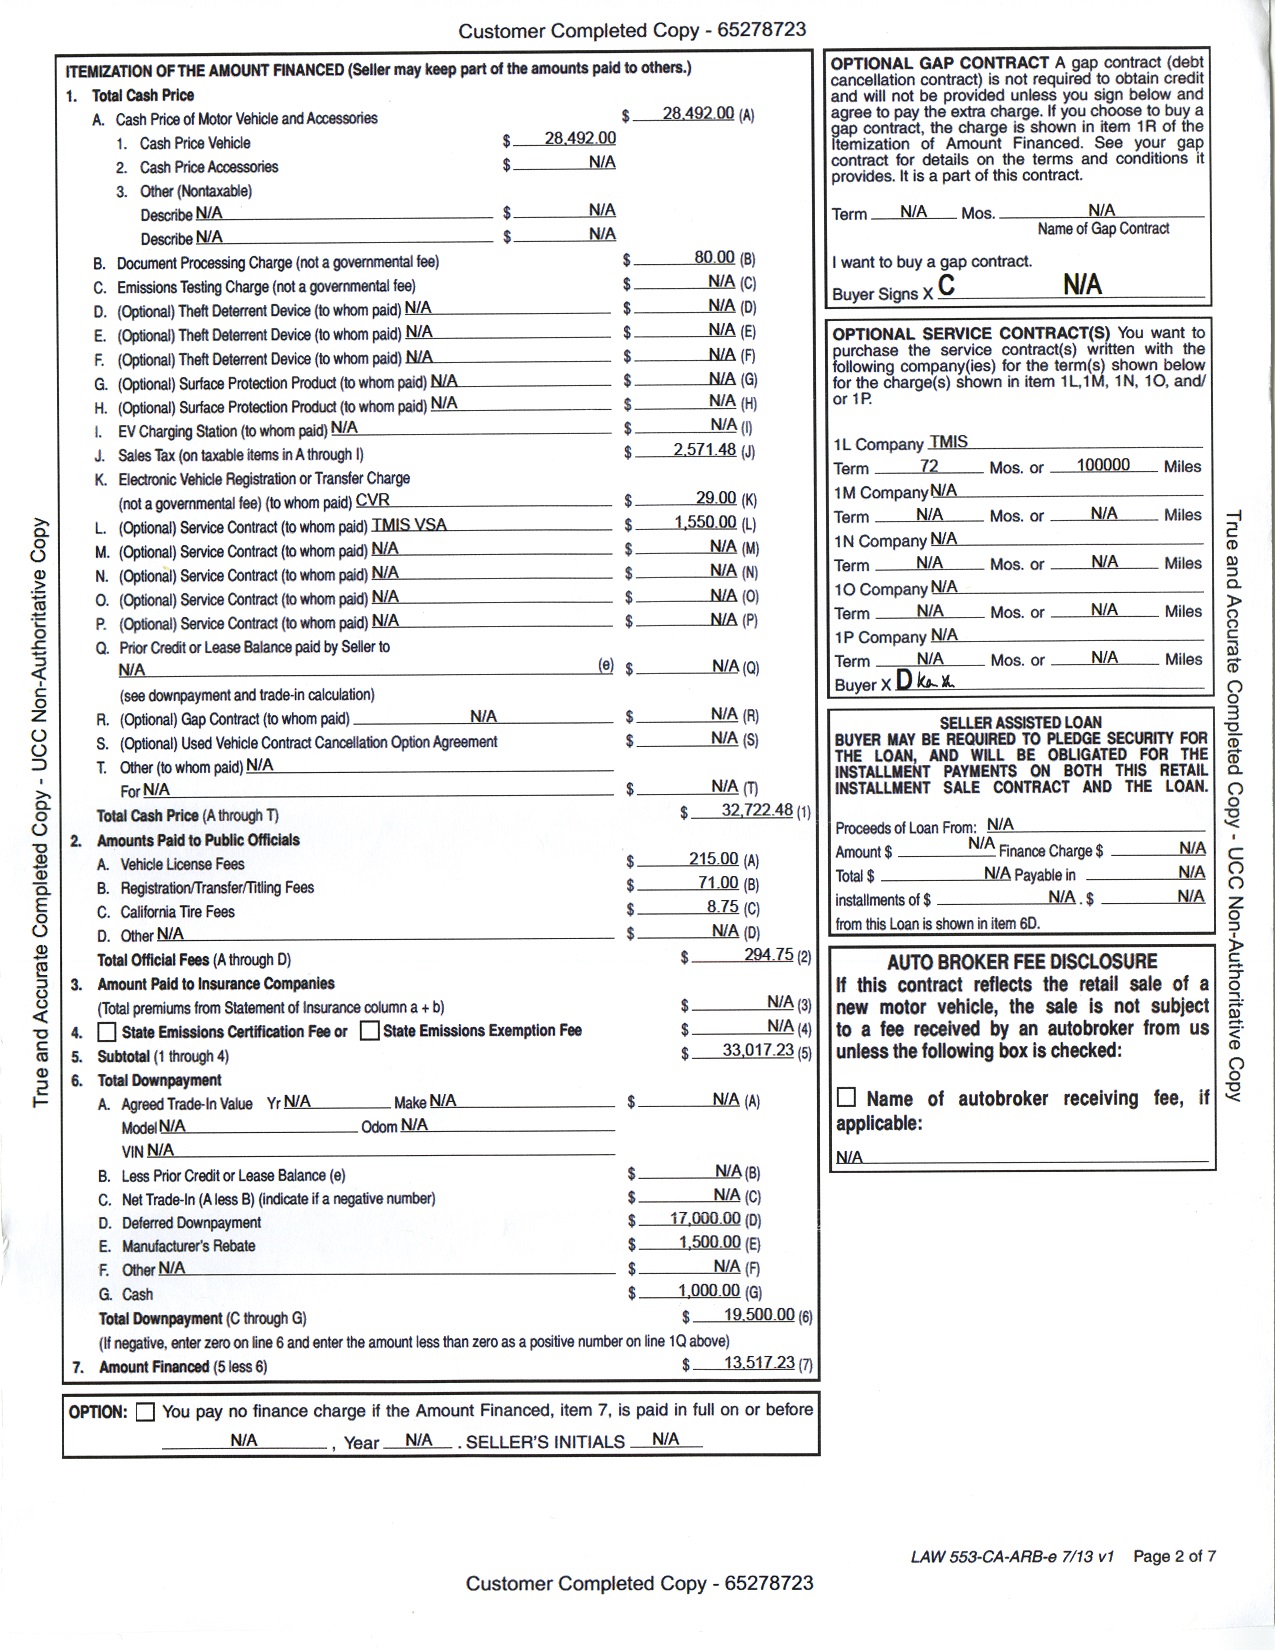 Customer Completed Copy - 65278723
ITEMIZATION OF THE AMOUNT FINANCED (Seller may keep part of the amounts paid to others.)
1. Total Cash Price
A. Cash Price of Motor Vehicle and Accessories $ 28,492.00 (A)
1. Cash Price Vehicle $ 28,492.00
2. Cash Price Accessories $ N/A
3. Other (Nontaxable)
Describe N/A $ N/A
Describe N/A $ N/A
B. Document Processing Charge (not a governmental fee) $ 80.00 (B)
C. Emissions Testing Charge (not a governmental fee) $ N/A (C)
D. (Optional) Theft Deterrent Device (to whom paid) N/A $ N/A (D)
E. (Optional) Theft Deterrent Device (to whom paid) N/A $ N/A (E)
F. (Optional) Theft Deterrent Device (to whom paid) N/A $ N/A (F)
G. (Optional) Surface Protection Product (to whom paid) N/A $ N/A (G)
H. (Optional) Surface Protection Product (to whom paid) N/A $ N/A (H)
I. EV Charging Station (to whom paid) N/A $ N/A (I)
J. Sales Tax (on taxable items in A through I) $ 2,571.48 (J)
K. Electronic Vehicle Registration or Transfer Charge
(not a governmental fee) (to whom paid) CVR $ 29.00 (K)
L. (Optional) Service Contract (to whom paid) TMIS VSA $ 1,550.00 (L)
M. (Optional) Service Contract (to whom paid) N/A $ N/A (M)
N. (Optional) Service Contract (to whom paid) N/A $ N/A (N)
O. (Optional) Service Contract (to whom paid) N/A $ N/A (O)
P. (Optional) Service Contract (to whom paid) N/A $ N/A (P)
Q. Prior Credit or Lease Balance paid by Seller to
N/A (e) $ N/A (Q)
(see downpayment and trade-in calculation)
R. (Optional) Gap Contract (to whom paid) N/A $ N/A (R)
S. (Optional) Used Vehicle Contract Cancellation Option Agreement $ N/A (S)
T. Other (to whom paid) N/A
For N/A $ N/A (T)
Total Cash Price (A through T) $ 32,722.48 (1)
2. Amounts Paid to Public Officials
A. Vehicle License Fees $ 215.00 (A)
B. Registration/Transfer/Titling Fees $ 71.00 (B)
C. California Tire Fees $ 8.75 (C)
D. Other N/A $ N/A (D)
Total Official Fees (A through D) $ 294.75 (2)
3. Amount Paid to Insurance Companies
(Total premiums from Statement of Insurance column a + b) $ N/A (3)
4. State Emissions Certification Fee or State Emissions Exemption Fee $ N/A (4)
5. Subtotal (1 through 4) $ 33,017.23 (5)
6. Total Downpayment
A. Agreed Trade-In Value Yr N/A Make N/A $ N/A (A)
Model N/A Odom N/A
VIN N/A
B. Less Prior Credit or Lease Balance (e) $ N/A (B)
C. Net Trade-In (A less B) (indicate if a negative number) $ N/A (C)
D. Deferred Downpayment $ 17,000.00 (D)
E. Manufacturer's Rebate $ 1,500.00 (E)
F. Other N/A $ N/A (F)
G. Cash $ 1,000.00 (G)
Total Downpayment (C through G) $ 19,500.00 (6)
(If negative, enter zero on line 6 and enter the amount less than zero as a positive number on line 1Q above)
7. Amount Financed (5 less 6) $ 13,517.23 (7)
OPTION: You pay no finance charge if the Amount Financed, item 7, is paid in full on or before
N/A , Year N/A . SELLER'S INITIALS N/A
OPTIONAL GAP CONTRACT A gap contract (debt
cancellation contract) is not required to obtain credit
and will not be provided unless you sign below and
agree to pay the extra charge. If you choose to buy a
gap contract, the charge is shown in item 1R of the
Itemization of Amount Financed. See your gap
contract for details on the terms and conditions it
provides. It is a part of this contract.
Term N/A Mos. N/A
Name of Gap Contract
I want to buy a gap contract.
Buyer Signs X C N/A
OPTIONAL SERVICE CONTRACT(S) You want to
purchase the service contract(s) written with the
following company(ies) for the term(s) shown below
for the charge(s) shown in item 1L,1M, 1N, 1O, and/
or 1P.
1L Company TMIS
Term 72 Mos. or 100000 Miles
1M Company N/A
Term N/A Mos. or N/A Miles
1N Company N/A
Term N/A Mos. or N/A Miles
1O Company N/A
Term N/A Mos. or N/A Miles
1P Company N/A
Term N/A Mos. or N/A Miles
Buyer X D
SELLER ASSISTED LOAN
BUYER MAY BE REQUIRED TO PLEDGE SECURITY FOR
THE LOAN, AND WILL BE OBLIGATED FOR THE
INSTALLMENT PAYMENTS ON BOTH THIS RETAIL
INSTALLMENT SALE CONTRACT AND THE LOAN.
Proceeds of Loan From: N/A
Amount $ N/A Finance Charge $ N/A
Total $ N/A Payable in N/A
installments of $ N/A . $ N/A
from this Loan is shown in item 6D.
AUTO BROKER FEE DISCLOSURE
If this contract reflects the retail sale of a
new motor vehicle, the sale is not subject
to a fee received by an autobroker from us
unless the following box is checked:
Name of autobroker receiving fee, if
applicable:
N/A
True and Accurate Completed Copy - UCC Non-Authoritative Copy
True and Accurate Completed Copy - UCC Non-Authoritative Copy
LAW 553-CA-ARB-e 7/13 v1 Page 2 of 7
Customer Completed Copy - 65278723